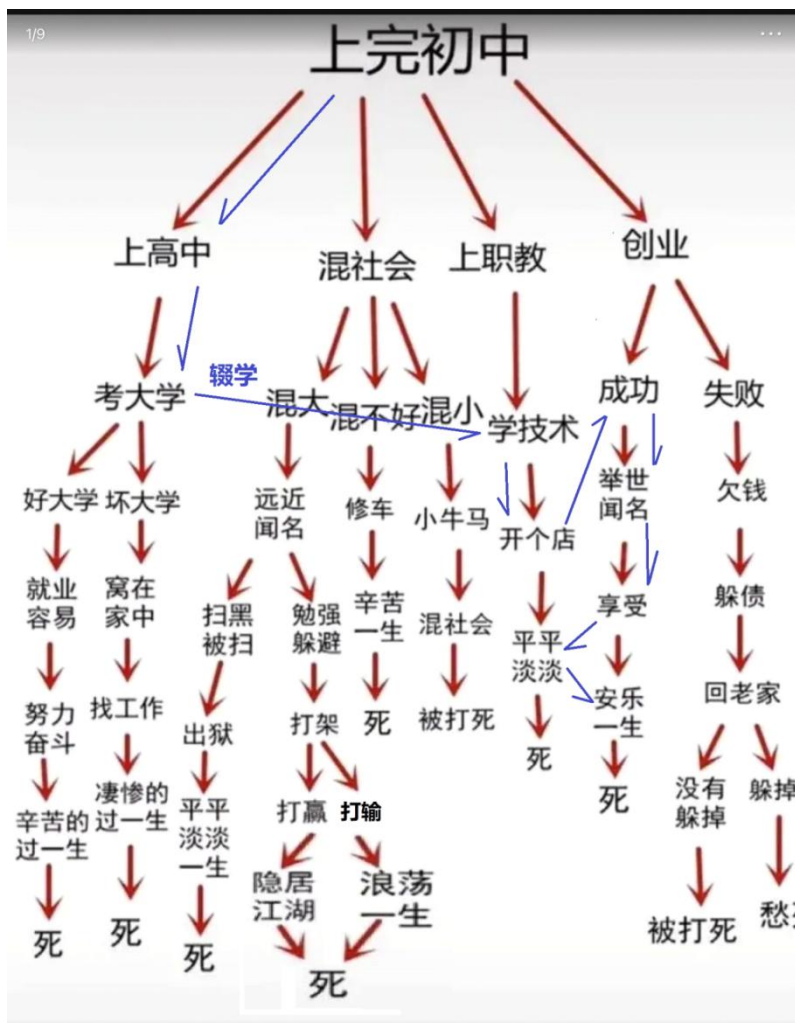 1/9
上完初中
上高中
混社会
上职教
创业
考大学
辍学
混大
混不好
混小
学技术
成功
失败
好大学
坏大学
远近
闻名
修车
小牛马
开个店
举世
闻名
欠钱
就业
容易
窝在
家中
扫黑
被扫
勉强
躲避
辛苦
一生
混社会
平平
淡淡
享受
躲债
努力
奋斗
找工作
出狱
打架
死
被打死
死
安乐
一生
回老家
辛苦的
过一生
凄惨的
过一生
平平
淡淡
一生
打赢
打输
死
没有
躲掉
躲掉
隐居
江湖
浪荡
一生
死
死
死
死
被打死
愁